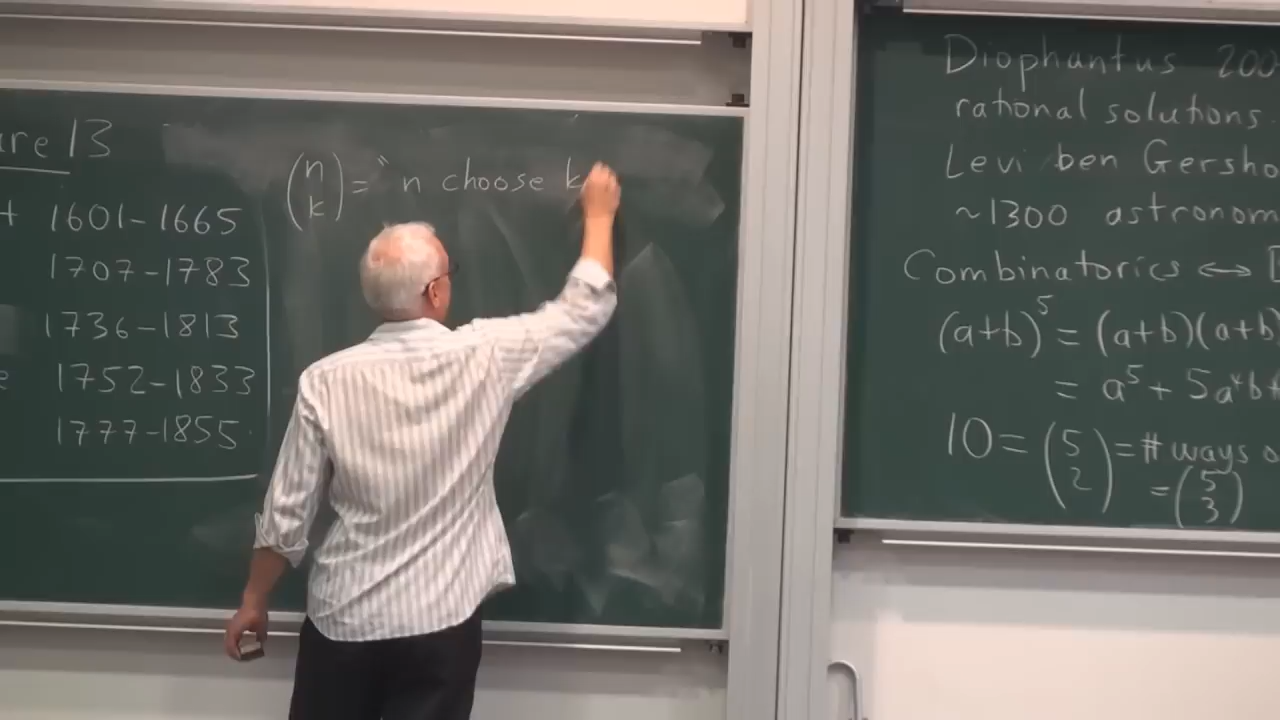 13
1601-1665
1707-1783
1736-1813
1752-1833
1777-1855
(n k) = " n choose k
Diophantus 200
rational solutions.
Levi ben Gersho
~1300 astronom
Combinatorics ↔
(a+b)^5 = (a+b)(a+b)
= a^5 + 5a^4b+
10 = (5 2) = # ways
= (5 3)